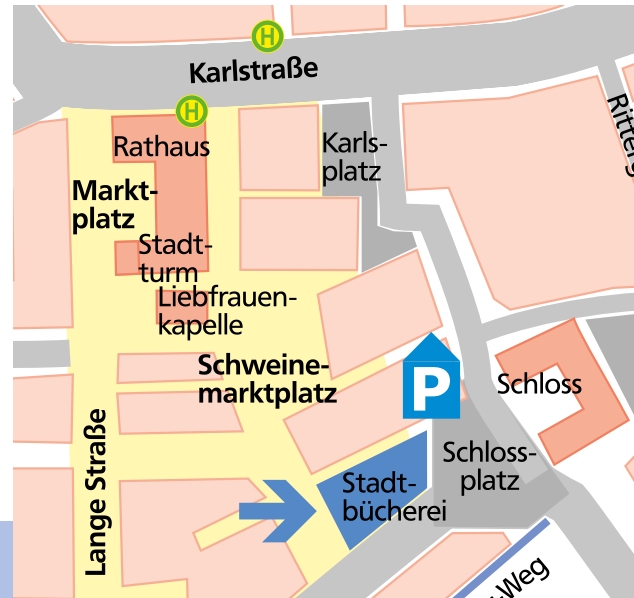 H
Karlstraße
H
Rathaus
Karls-
platz
Markt-
platz
Stadt-
turm
Liebfrauen-
kapelle
Schweine-
marktplatz
P
Schloss
Lange Straße
Schloss-
platz
Stadt-
bücherei
-Weg